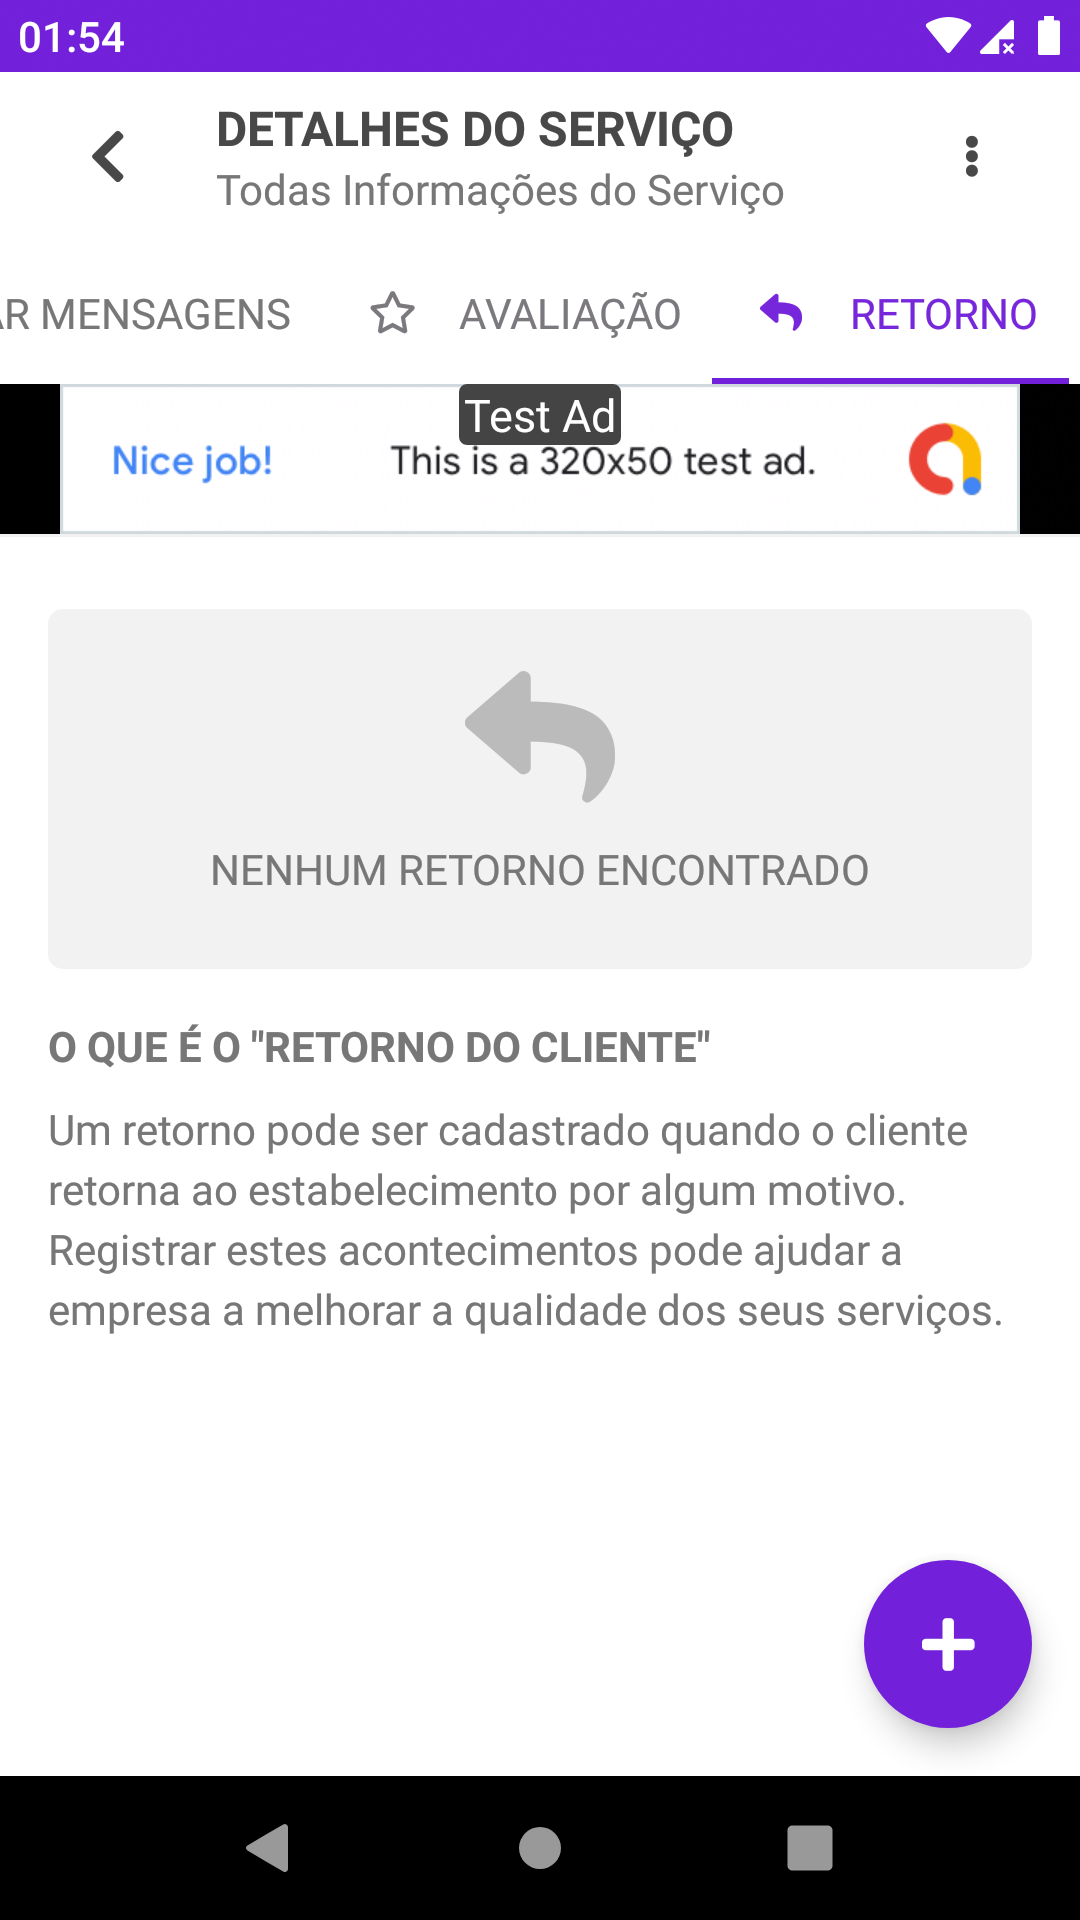 01:54
DETALHES DO SERVIÇO
Todas Informações do Serviço
AR MENSAGENS
AVALIAÇÃO
RETORNO
Test Ad
Nice job!
This is a 320x50 test ad.
NENHUM RETORNO ENCONTRADO
O QUE É O "RETORNO DO CLIENTE"
Um retorno pode ser cadastrado quando o cliente
retorna ao estabelecimento por algum motivo.
Registrar estes acontecimentos pode ajudar a
empresa a melhorar a qualidade dos seus serviços.